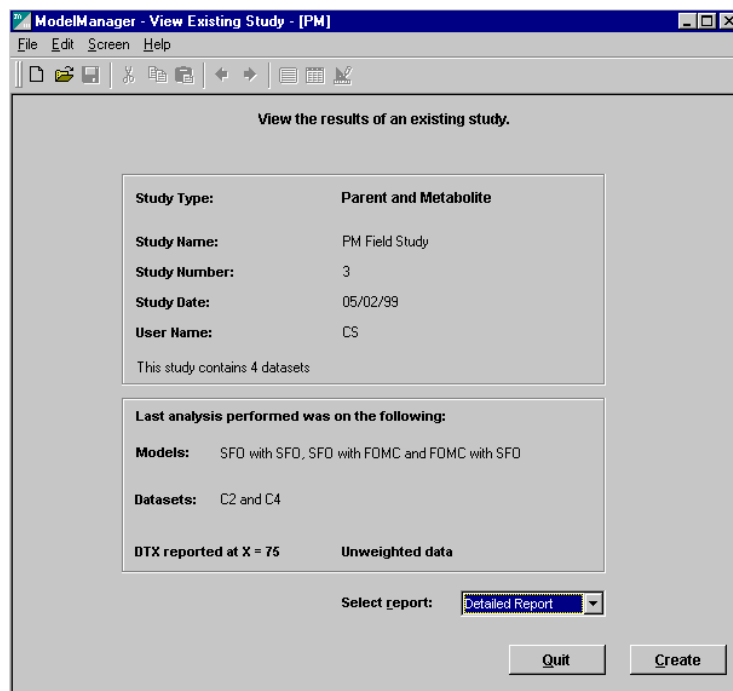 ModelManager - View Existing Study - [PM]
File Edit Screen Help
View the results of an existing study.
Study Type: Parent and Metabolite
Study Name: PM Field Study
Study Number: 3
Study Date: 05/02/99
User Name: CS
This study contains 4 datasets
Last analysis performed was on the following:
Models: SFO with SFO, SFO with FOMC and FOMC with SFO
Datasets: C2 and C4
DTX reported at X = 75 Unweighted data
Select report: Detailed Report
Quit Create